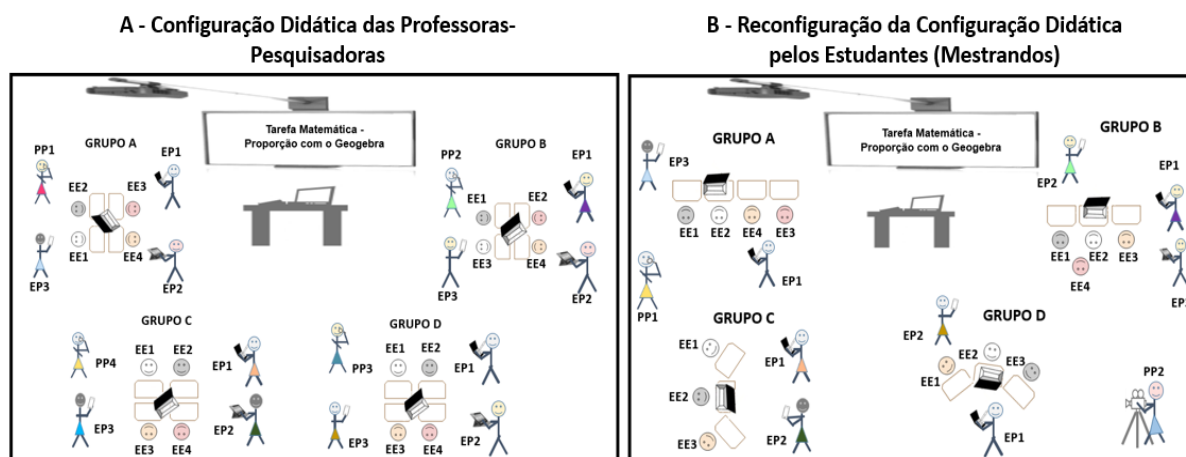 A - Configuração Didática das Professoras-
Pesquisadoras
Tarefa Matemática -
Proporção com o Geogebra
GRUPO A
PP1
EP1
EE2
EE3
EE1
EE4
EP3
EP2
GRUPO B
PP2
EP1
EE1
EE2
EE3
EE4
EP3
EP2
GRUPO C
PP4
EE1
EE2
EP1
EP3
EP2
EE3
EE4
GRUPO D
PP3
EE1
EE2
EP1
EP3
EP2
EE3
EE4
B - Reconfiguração da Configuração Didática
pelos Estudantes (Mestrandos)
Tarefa Matemática -
Proporção com o Geogebra
GRUPO A
EP3
EE1
EE2
EE4
EE3
PP1
EP1
GRUPO B
EP2
EP1
EE1
EE2
EE3
EE4
GRUPO C
EE1
EP1
EE2
EE3
EP2
GRUPO D
EP2
EE2
EE3
EE1
EP1
PP2